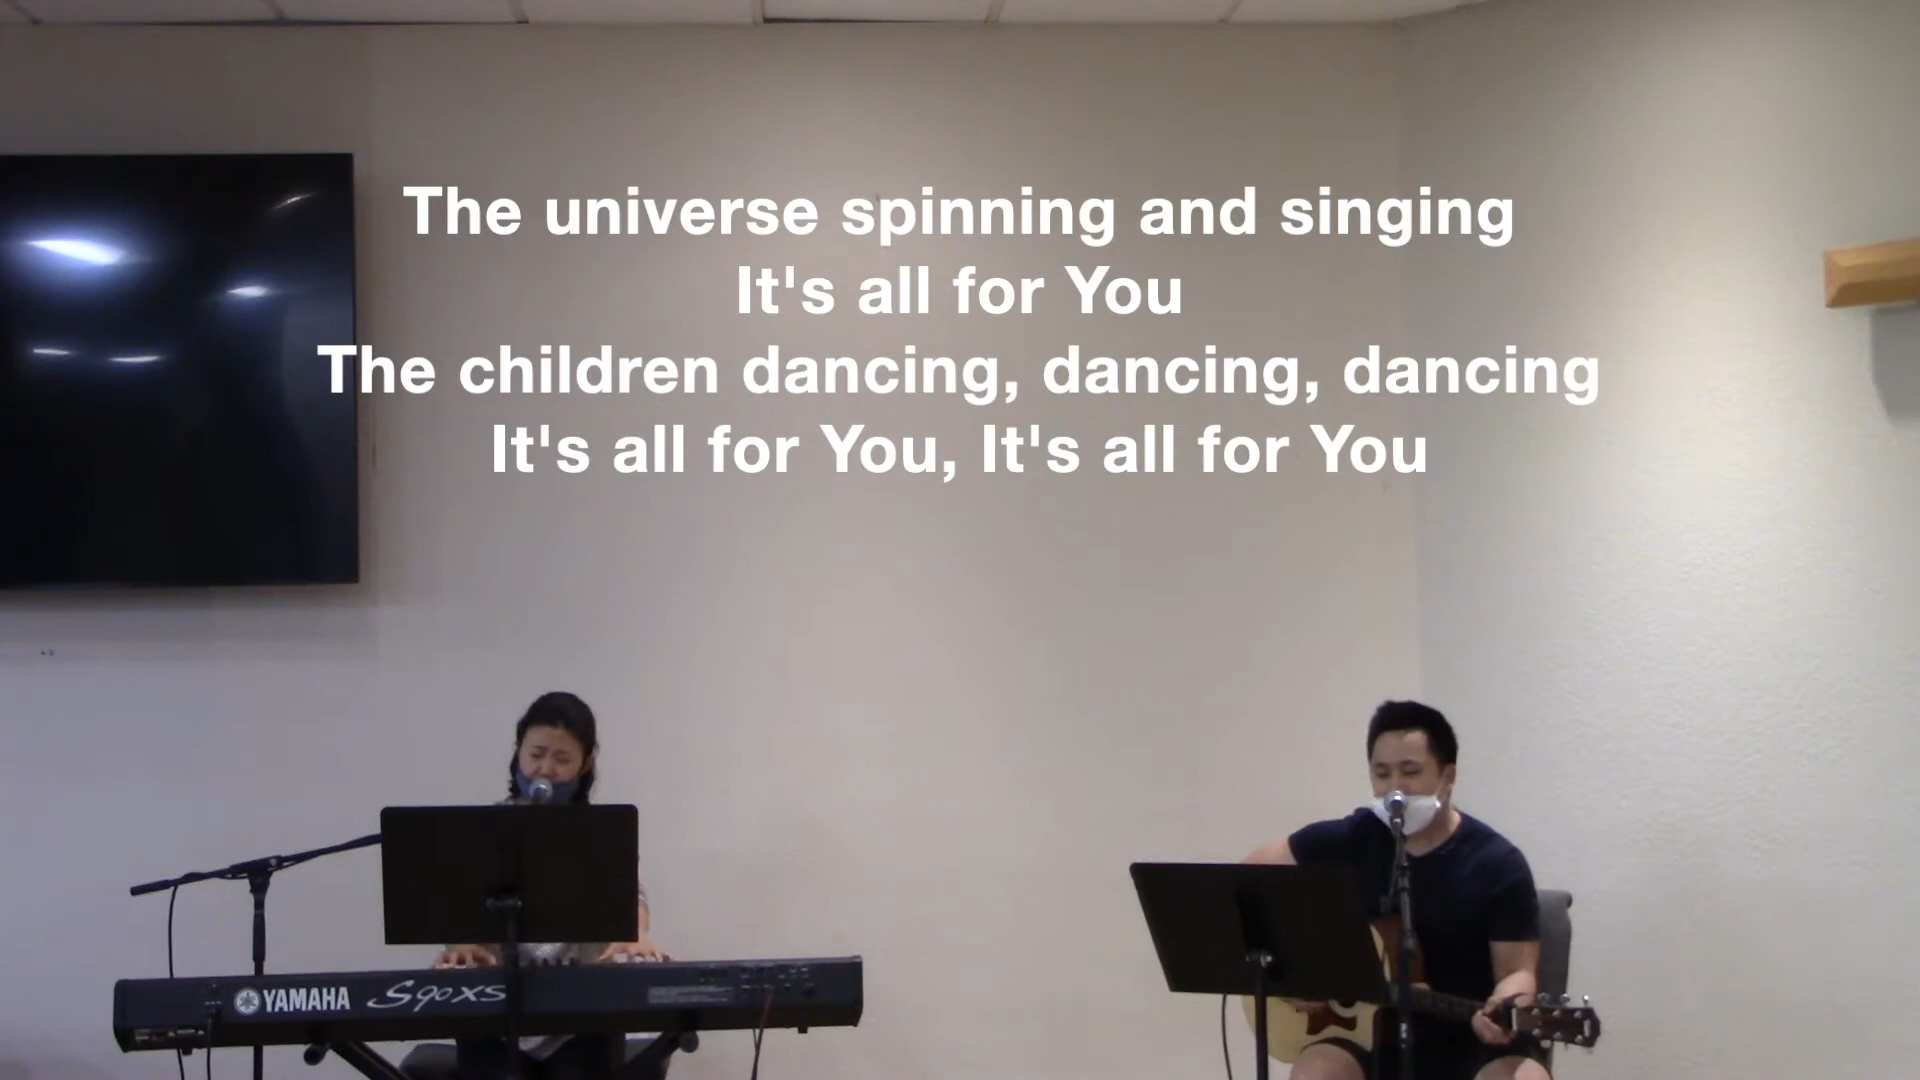 The universe spinning and singing
It's all for You
The children dancing, dancing, dancing
It's all for You, It's all for You
YAMAHA S90XS